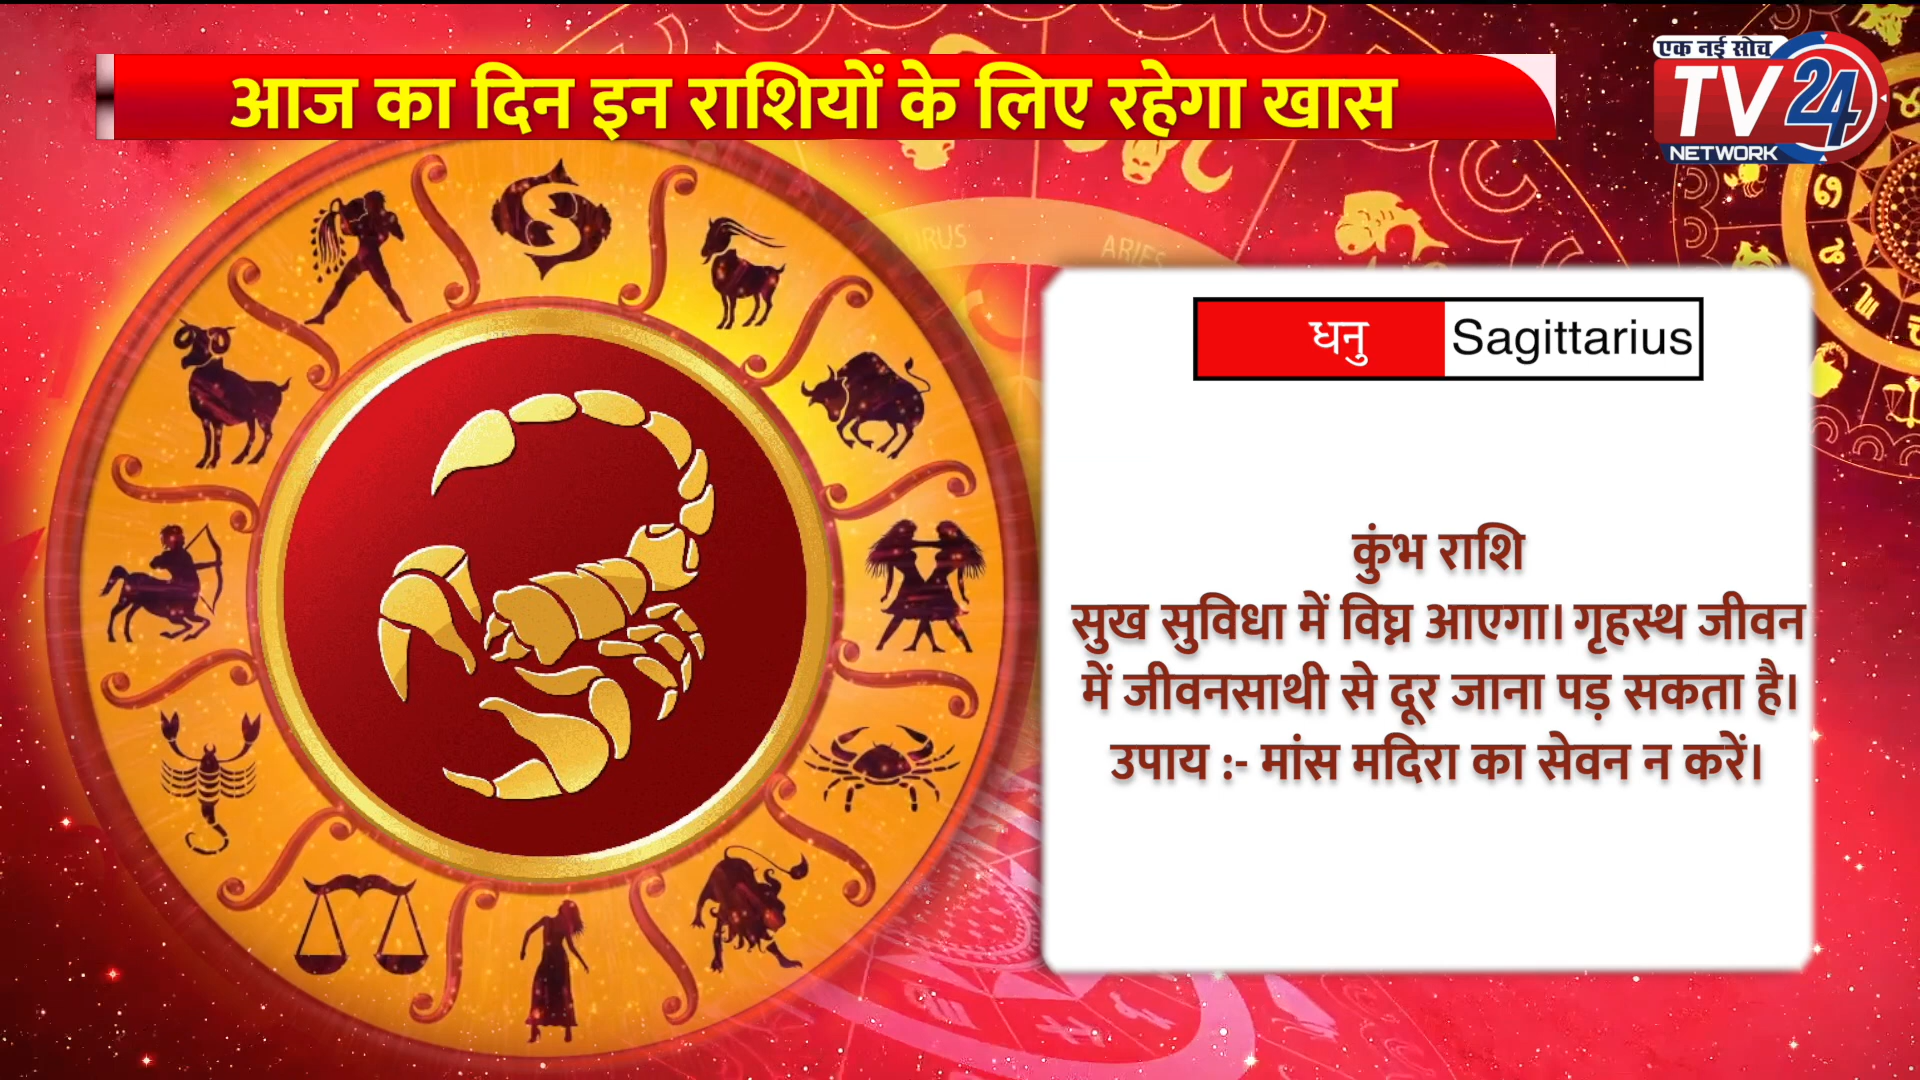 आज का दिन इन राशियों के लिए रहेगा खास
एक नई सोच
TV24
NETWORK
ARIES
धनु Sagittarius
कुंभ राशि
सुख सुविधा में विघ्न आएगा। गृहस्थ जीवन
में जीवनसाथी से दूर जाना पड़ सकता है।
उपाय :- मांस मदिरा का सेवन न करें।